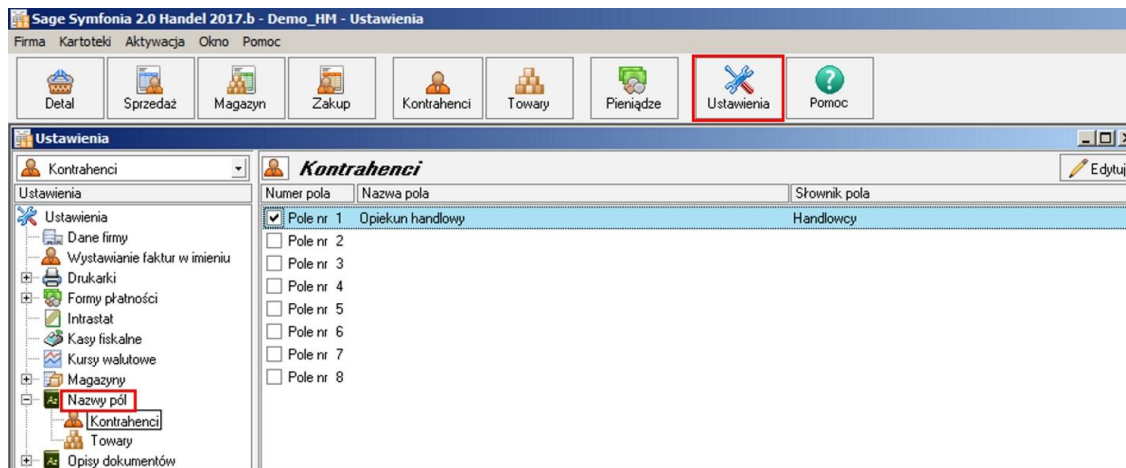 Sage Symfonia 2.0 Handel 2017.b - Demo_HM - Ustawienia
Firma Kartoteki Aktywacja Okno Pomoc
Detal Sprzedaż Magazyn Zakup Kontrahenci Towary Pieniądze Ustawienia Pomoc
Ustawienia
Kontrahenci Kontrahenci Edytuj
Ustawienia Numer pola Nazwa pola Słownik pola
Ustawienia Pole nr 1 Opiekun handlowy Handlowcy
Dane firmy Pole nr 2
Wystawianie faktur w imieniu Pole nr 3
Drukarki Pole nr 4
Formy płatności Pole nr 5
Intrastat Pole nr 6
Kasy fiskalne Pole nr 7
Kursy walutowe Pole nr 8
Magazyny
Nazwy pól
Kontrahenci
Towary
Opisy dokumentów